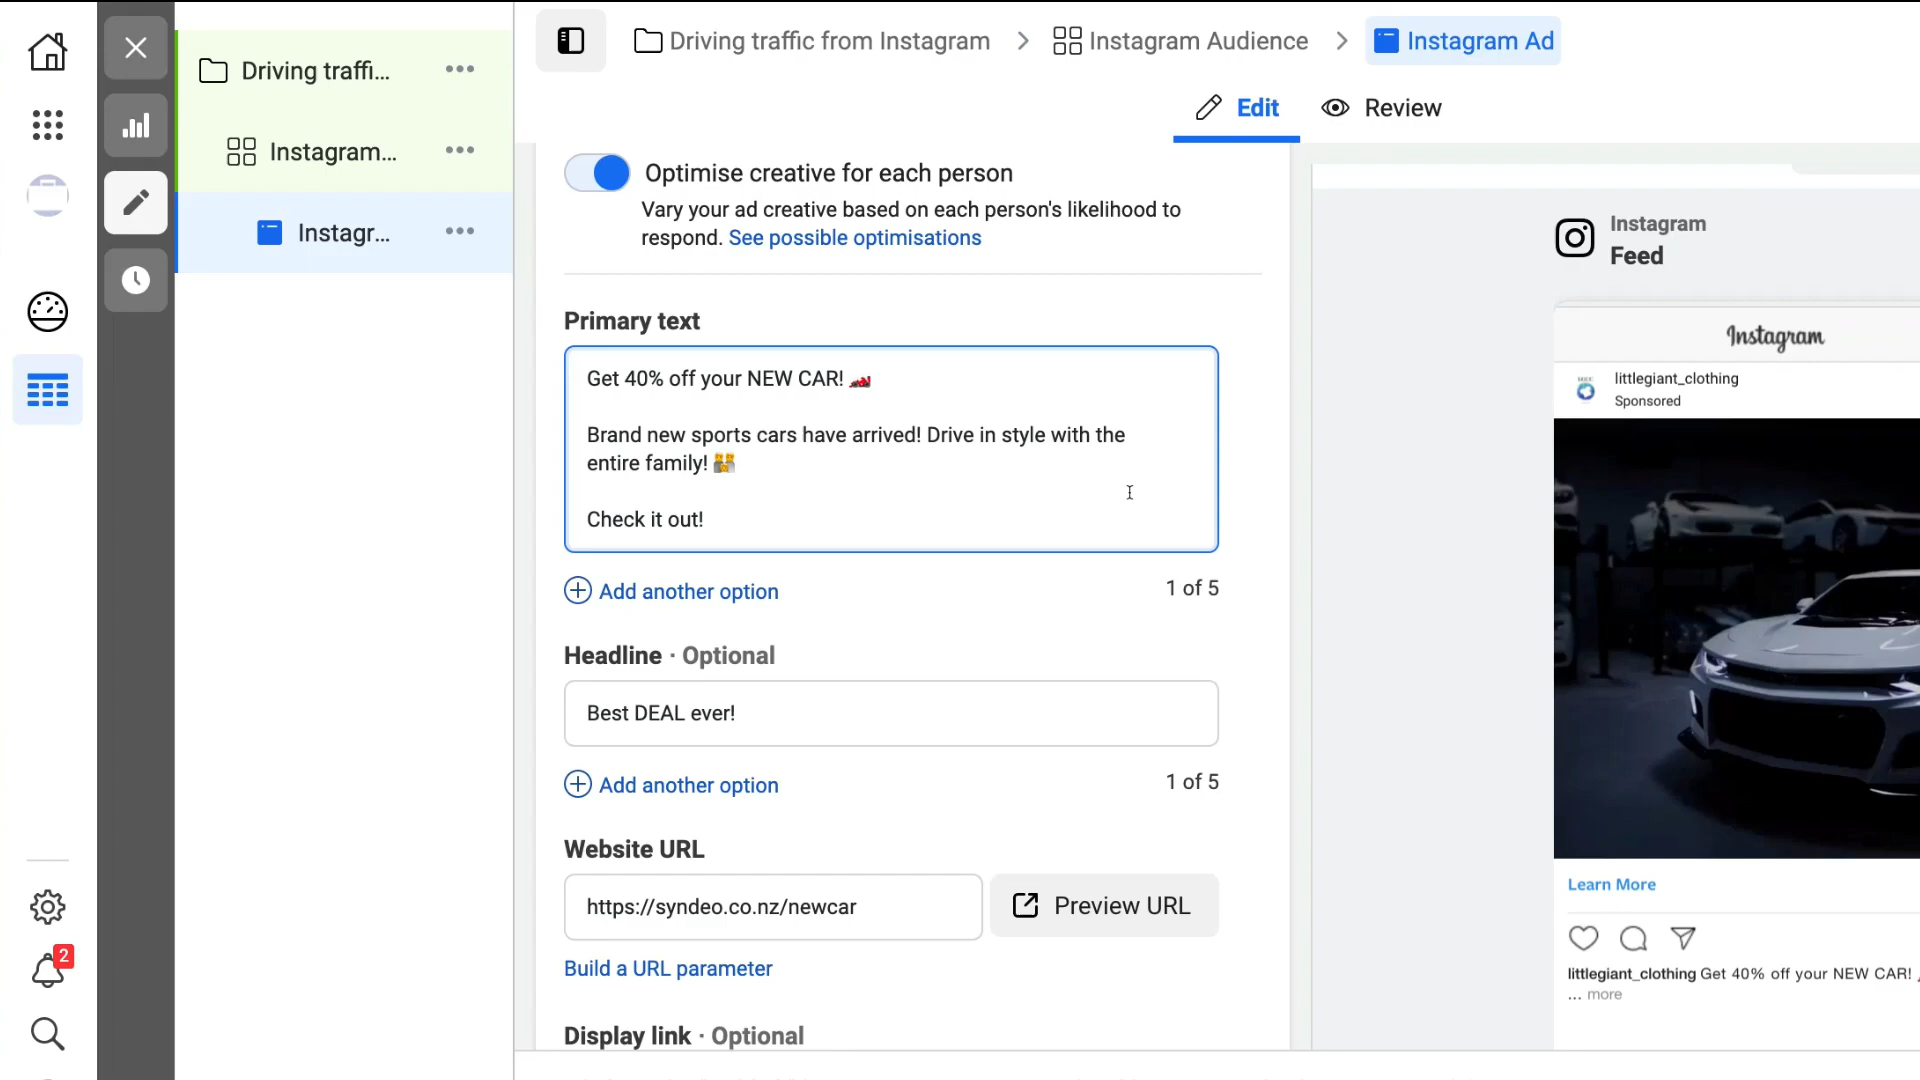 Driving traffi...
Instagram...
Instagr...
2
Driving traffic from Instagram
Instagram Audience
Instagram Ad
Edit
Review
Optimise creative for each person
Vary your ad creative based on each person's likelihood to
respond. See possible optimisations
Primary text
Get 40% off your NEW CAR! 🏎️
Brand new sports cars have arrived! Drive in style with the
entire family! 👨‍👩‍👧‍👦
Check it out!
Add another option
1 of 5
Headline · Optional
Best DEAL ever!
Add another option
1 of 5
Website URL
https://syndeo.co.nz/newcar
Preview URL
Build a URL parameter
Display link · Optional
Instagram
Feed
Instagram
littlegiant_clothing
Sponsored
Learn More
littlegiant_clothing Get 40% off your NEW CAR!
... more